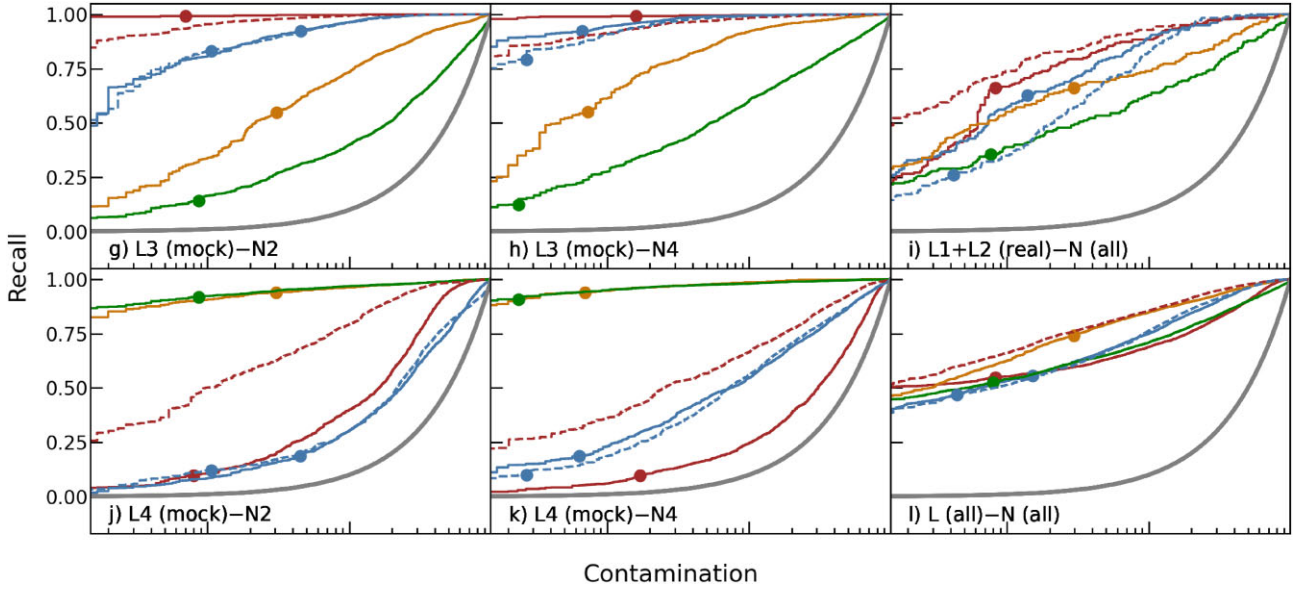 1.00
0.75
0.50
0.25
0.00
g) L3 (mock)−N2
h) L3 (mock)−N4
i) L1+L2 (real)−N (all)
Recall
1.00
0.75
0.50
0.25
0.00
j) L4 (mock)−N2
k) L4 (mock)−N4
l) L (all)−N (all)
Contamination